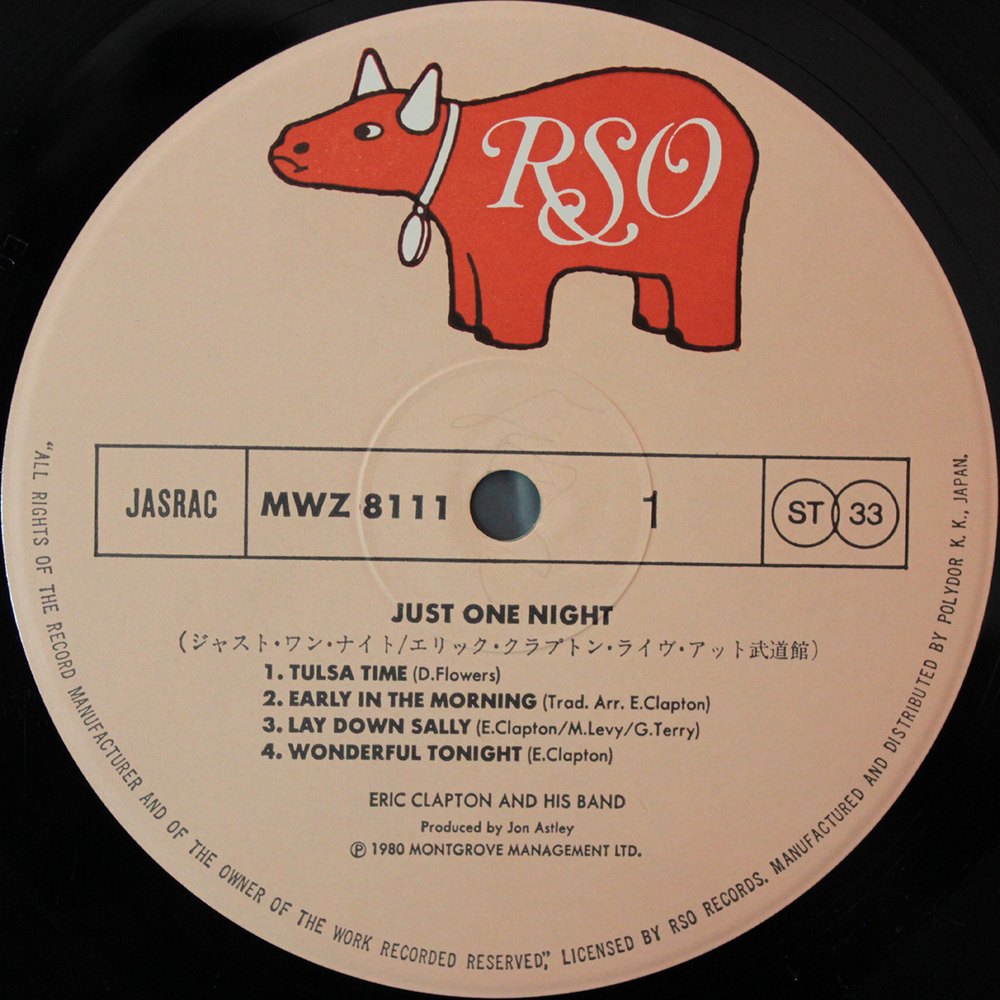 RSO
JASRAC
MWZ 8111
1
ST 33
JUST ONE NIGHT
(ジャスト・ワン・ナイト/エリック・クラプトン・ライヴ・アット武道館)
1. TULSA TIME (D.Flowers)
2. EARLY IN THE MORNING (Trad. Arr. E.Clapton)
3. LAY DOWN SALLY (E.Clapton/M.Levy/G.Terry)
4. WONDERFUL TONIGHT (E.Clapton)
ERIC CLAPTON AND HIS BAND
Produced by Jon Astley
Ⓟ 1980 MONTGROVE MANAGEMENT LTD.
“ALL RIGHTS OF THE RECORD MANUFACTURER AND OF THE OWNER OF THE WORK RECORDED RESERVED”, LICENSED BY RSO RECORDS. MANUFACTURED AND DISTRIBUTED BY POLYDOR K. K., JAPAN.